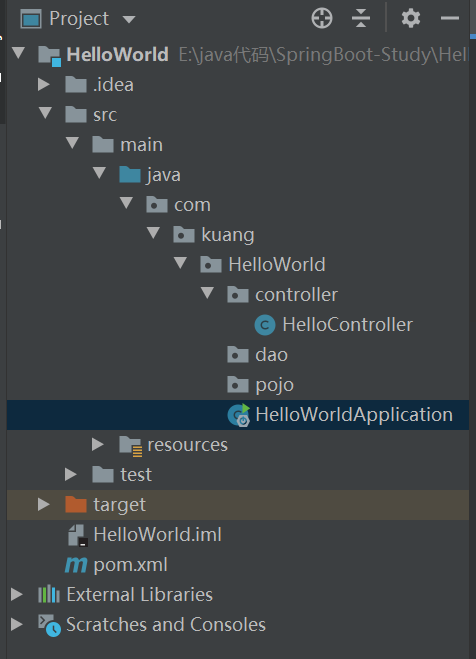 Project
HelloWorld E:\java代码\SpringBoot-Study\Hel
.idea
src
main
java
com
kuang
HelloWorld
controller
HelloController
dao
pojo
HelloWorldApplication
resources
test
target
HelloWorld.iml
pom.xml
External Libraries
Scratches and Consoles